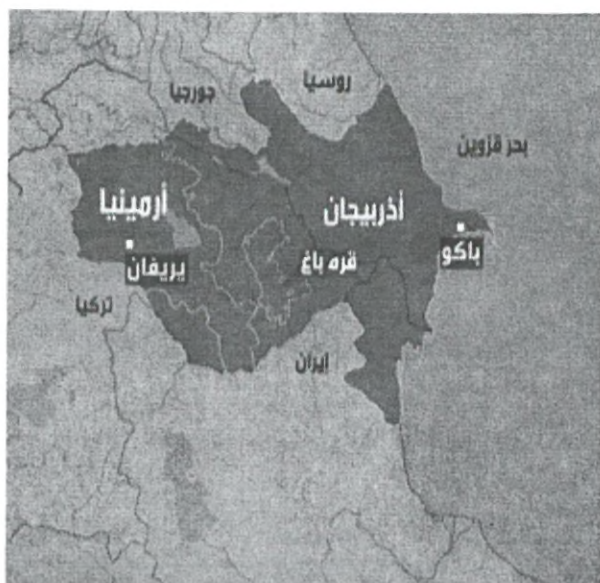 روسيا
جورجيا
بحر قزوين
أرمينيا
أذربيجان
باكو
قره باغ
يريفان
تركيا
إيران